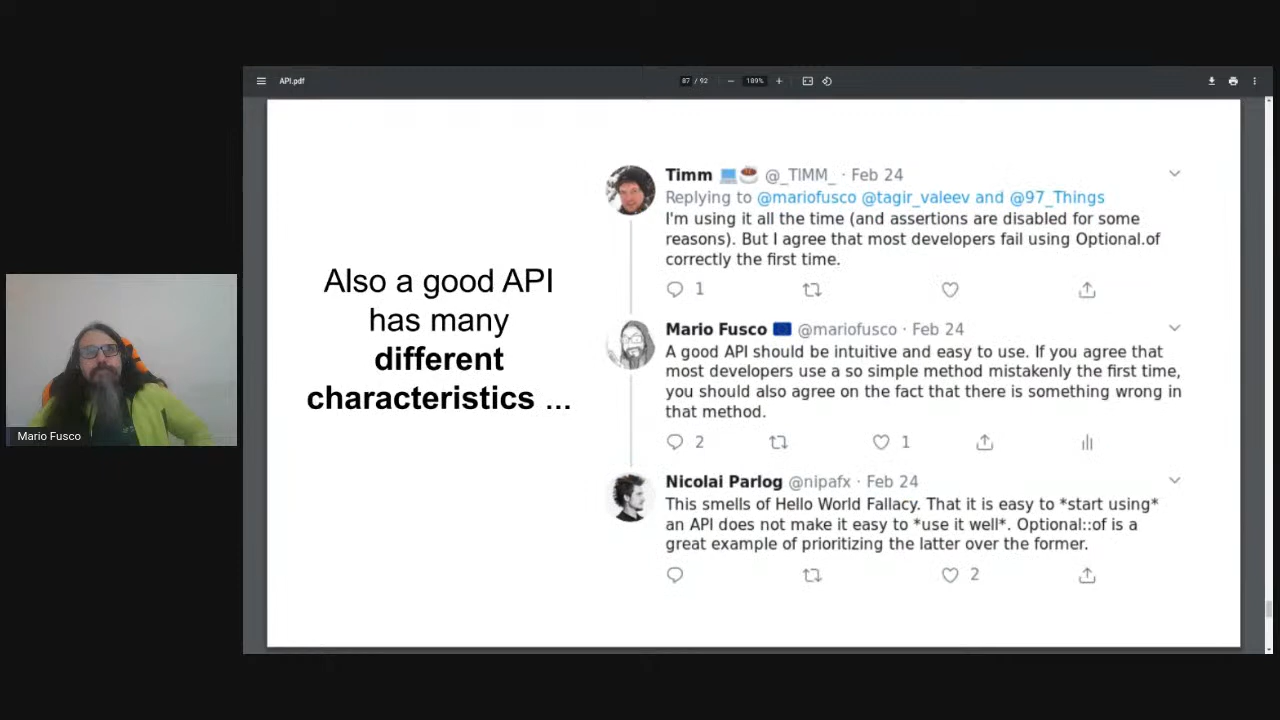 API.pdf
87 / 92
189%
Also a good API
has many
different
characteristics ...
Timm 💻☕ @_TIMM_ · Feb 24
Replying to @mariofusco @tagir_valeev and @97_Things
I'm using it all the time (and assertions are disabled for some
reasons). But I agree that most developers fail using Optional.of
correctly the first time.
1
Mario Fusco 🇪🇺 @mariofusco · Feb 24
A good API should be intuitive and easy to use. If you agree that
most developers use a so simple method mistakenly the first time,
you should also agree on the fact that there is something wrong in
that method.
2 1
Nicolai Parlog @nipafx · Feb 24
This smells of Hello World Fallacy. That it is easy to *start using*
an API does not make it easy to *use it well*. Optional::of is a
great example of prioritizing the latter over the former.
2
Mario Fusco